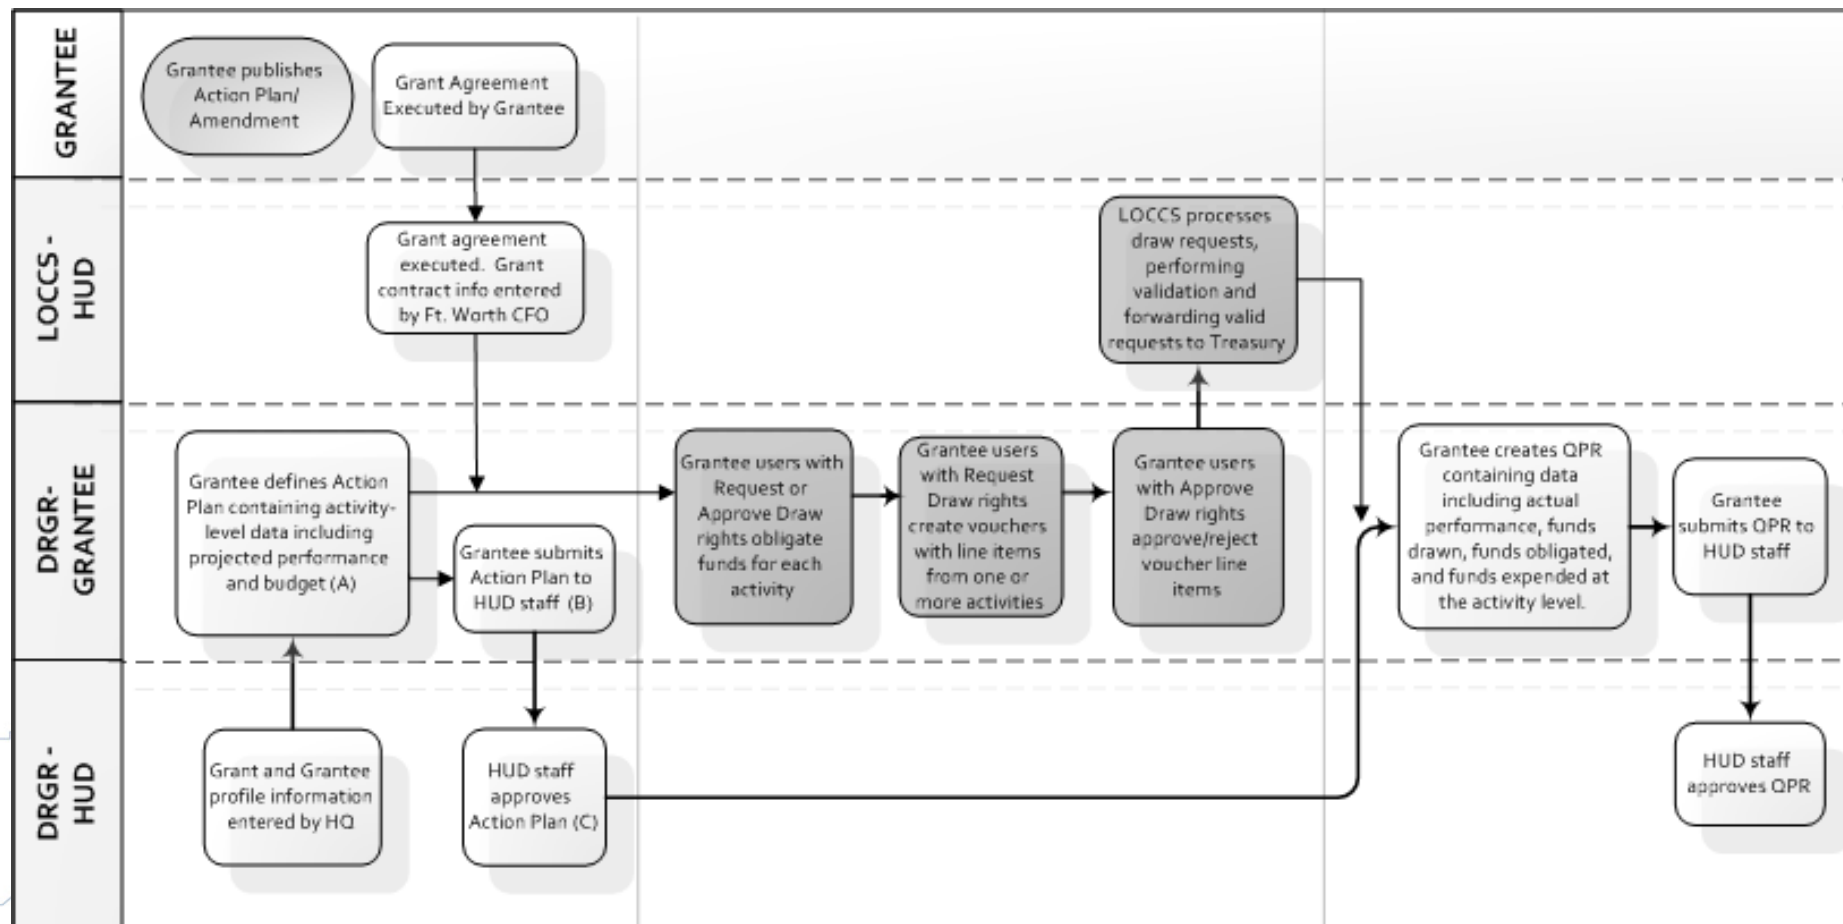 GRANTEE
Grantee publishes
Action Plan/
Amendment
Grant Agreement
Executed by Grantee
LOCCS -
HUD
Grant agreement
executed. Grant
contract info entered
by Ft. Worth CFO
LOCCS processes
draw requests,
performing
validation and
forwarding valid
requests to Treasury
DRGR-
GRANTEE
Grantee defines Action
Plan containing activity-
level data including
projected performance
and budget (A)
Grantee submits
Action Plan to
HUD staff (B)
Grantee users with
Request or
Approve Draw
rights obligate
funds for each
activity
Grantee users
with Request
Draw rights
create vouchers
with line items
from one or
more activities
Grantee users
with Approve
Draw rights
approve/reject
voucher line
items
Grantee creates QPR
containing data
including actual
performance, funds
drawn, funds obligated,
and funds expended at
the activity level.
Grantee
submits QPR to
HUD staff
DRGR -
HUD
Grant and Grantee
profile information
entered by HQ
HUD staff
approves
Action Plan (C)
HUD staff
approves QPR